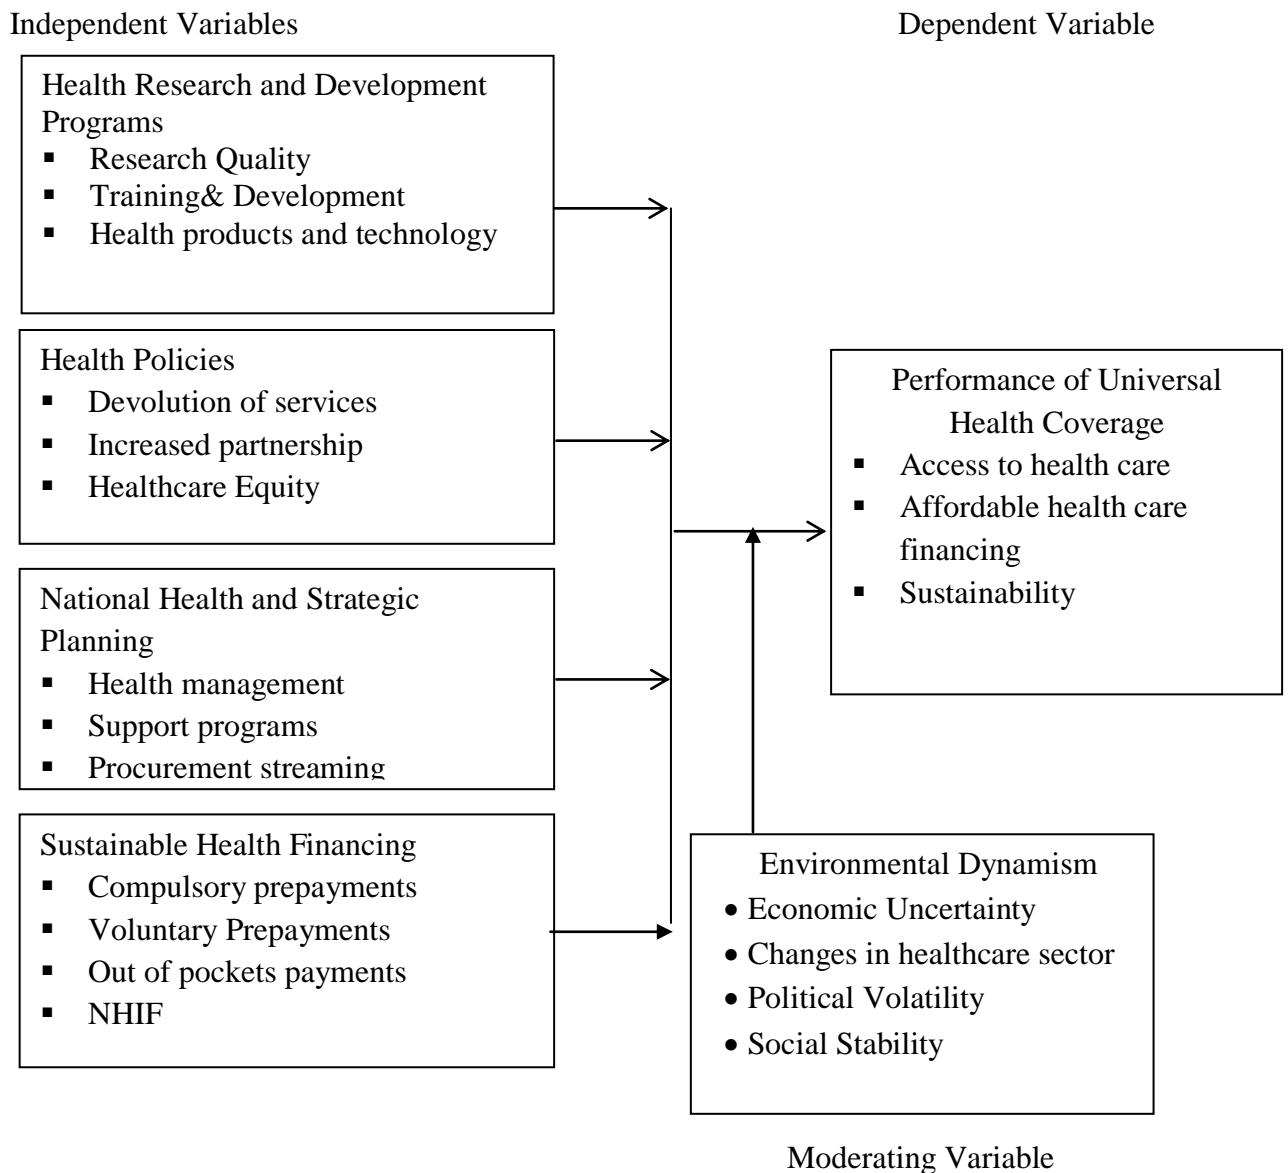 Independent Variables
Dependent Variable
Health Research and Development
Programs
▪ Research Quality
▪ Training& Development
▪ Health products and technology
Health Policies
▪ Devolution of services
▪ Increased partnership
▪ Healthcare Equity
National Health and Strategic
Planning
▪ Health management
▪ Support programs
▪ Procurement streaming
Sustainable Health Financing
▪ Compulsory prepayments
▪ Voluntary Prepayments
▪ Out of pockets payments
▪ NHIF
Performance of Universal
Health Coverage
▪ Access to health care
▪ Affordable health care
financing
▪ Sustainability
Environmental Dynamism
• Economic Uncertainty
• Changes in healthcare sector
• Political Volatility
• Social Stability
Moderating Variable